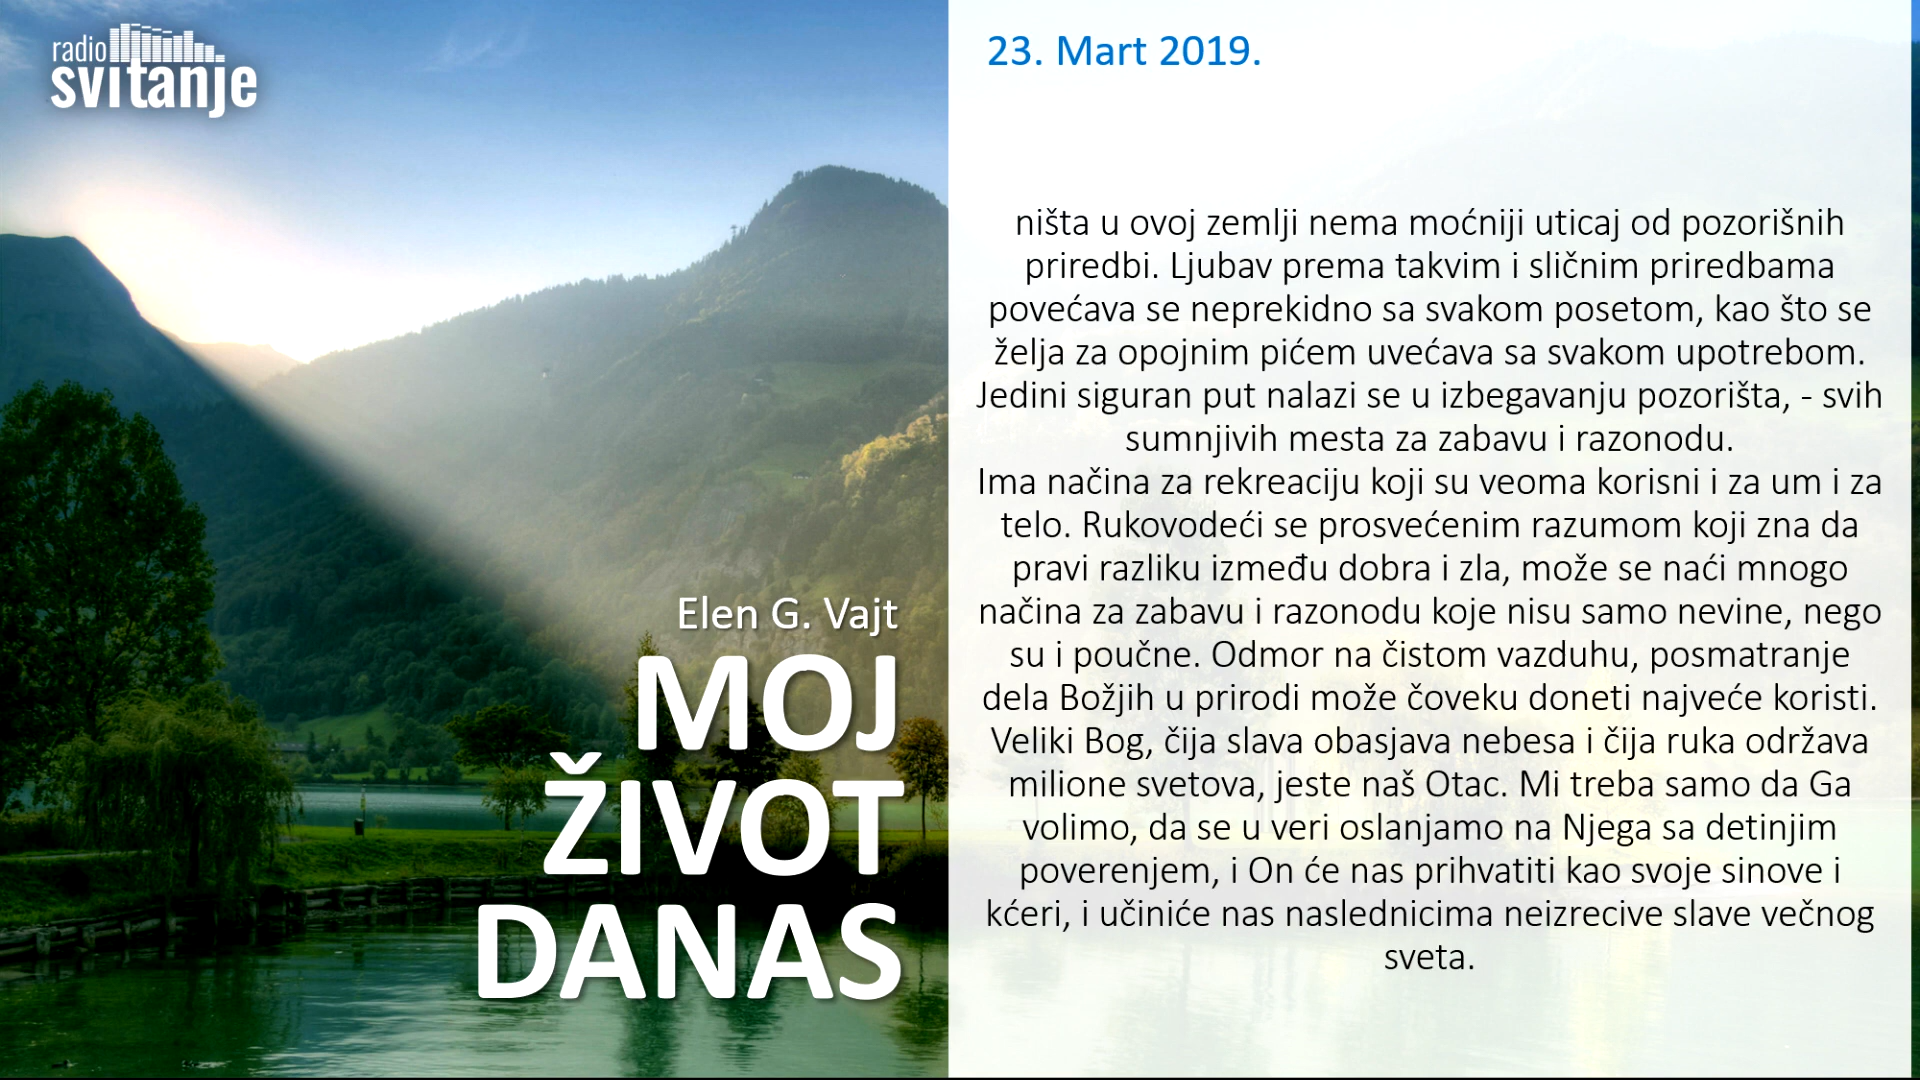 radio
svitanje
Elen G. Vajt
MOJ
ŽIVOT
DANAS
23. Mart 2019.
ništa u ovoj zemlji nema moćniji uticaj od pozorišnih
priredbi. Ljubav prema takvim i sličnim priredbama
povećava se neprekidno sa svakom posetom, kao što se
želja za opojnim pićem uvećava sa svakom upotrebom.
Jedini siguran put nalazi se u izbegavanju pozorišta, - svih
sumnjivih mesta za zabavu i razonodu.
Ima načina za rekreaciju koji su veoma korisni i za um i za
telo. Rukovodeći se prosvećenim razumom koji zna da
pravi razliku između dobra i zla, može se naći mnogo
načina za zabavu i razonodu koje nisu samo nevine, nego
su i poučne. Odmor na čistom vazduhu, posmatranje
dela Božjih u prirodi može čoveku doneti najveće koristi.
Veliki Bog, čija slava obasjava nebesa i čija ruka održava
milione svetova, jeste naš Otac. Mi treba samo da Ga
volimo, da se u veri oslanjamo na Njega sa detinjim
poverenjem, i On će nas prihvatiti kao svoje sinove i
kćeri, i učiniće nas naslednicima neizrecive slave večnog
sveta.